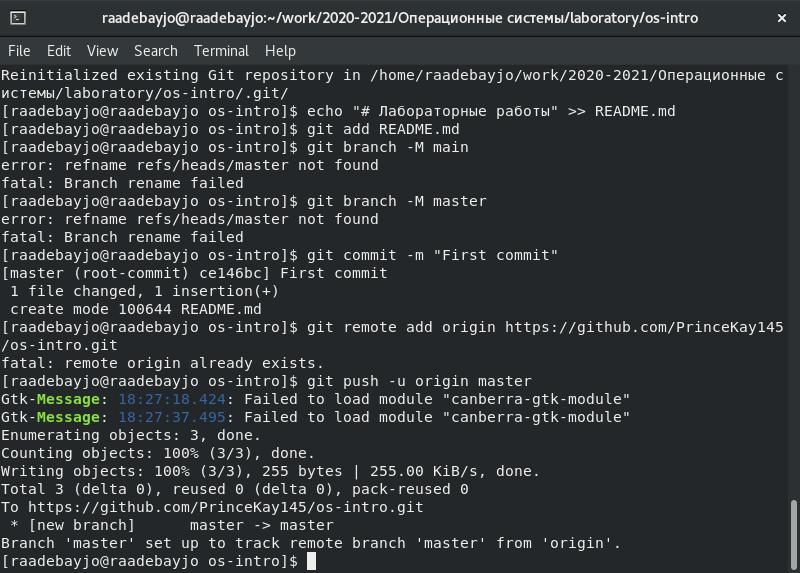 raadebayjo@raadebayjo:~/work/2020-2021/Операционные системы/laboratory/os-intro
File Edit View Search Terminal Help
Reinitialized existing Git repository in /home/raadebayjo/work/2020-2021/Операционные с
истемы/laboratory/os-intro/.git/
[raadebayjo@raadebayjo os-intro]$ echo "# Лабораторные работы" >> README.md
[raadebayjo@raadebayjo os-intro]$ git add README.md
[raadebayjo@raadebayjo os-intro]$ git branch -M main
error: refname refs/heads/master not found
fatal: Branch rename failed
[raadebayjo@raadebayjo os-intro]$ git branch -M master
error: refname refs/heads/master not found
fatal: Branch rename failed
[raadebayjo@raadebayjo os-intro]$ git commit -m "First commit"
[master (root-commit) ce146bc] First commit
 1 file changed, 1 insertion(+)
 create mode 100644 README.md
[raadebayjo@raadebayjo os-intro]$ git remote add origin https://github.com/PrinceKay145
/os-intro.git
fatal: remote origin already exists.
[raadebayjo@raadebayjo os-intro]$ git push -u origin master
Gtk-Message: 18:27:18.424: Failed to load module "canberra-gtk-module"
Gtk-Message: 18:27:37.495: Failed to load module "canberra-gtk-module"
Enumerating objects: 3, done.
Counting objects: 100% (3/3), done.
Writing objects: 100% (3/3), 255 bytes | 255.00 KiB/s, done.
Total 3 (delta 0), reused 0 (delta 0), pack-reused 0
To https://github.com/PrinceKay145/os-intro.git
 * [new branch]      master -> master
Branch 'master' set up to track remote branch 'master' from 'origin'.
[raadebayjo@raadebayjo os-intro]$